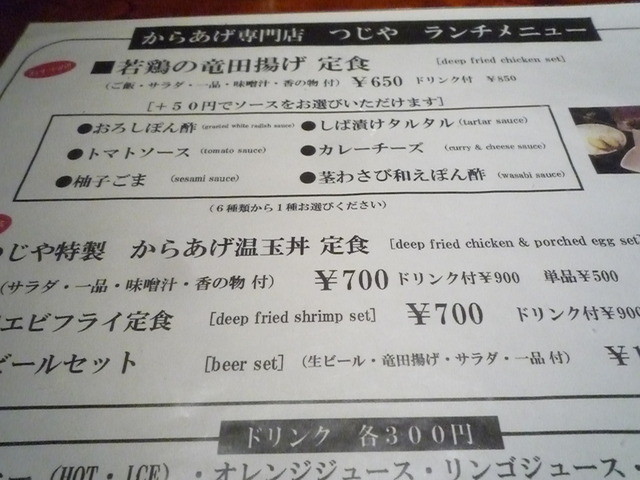 からあげ専門店 つじや ランチメニュー
■若鶏の竜田揚げ 定食 [deep fried chicken set]
(ご飯・サラダ・一品・味噌汁・香の物 付) ¥650 ドリンク付 ¥850
[+50円でソースをお選びいただけます]
●おろしぽん酢 (grated white radish sauce) ●しば漬けタルタル (tartar sauce)
●トマトソース (tomato sauce) ●カレーチーズ (curry & cheese sauce)
●柚子ごま (sesami sauce) ●茎わさび和えぽん酢 (wasabi sauce)
(6種類から1種お選びください)
つじや特製 からあげ温玉丼 定食 [deep fried chicken & porched egg set]
(サラダ・一品・味噌汁・香の物 付) ¥700 ドリンク付¥900 単品¥500
エビフライ定食 [deep fried shrimp set] ¥700 ドリンク付¥900
ビールセット [beer set] (生ビール・竜田揚げ・サラダ・一品 付)
ドリンク 各300円
(HOT・ICE)・オレンジジュース・リンゴジュース・